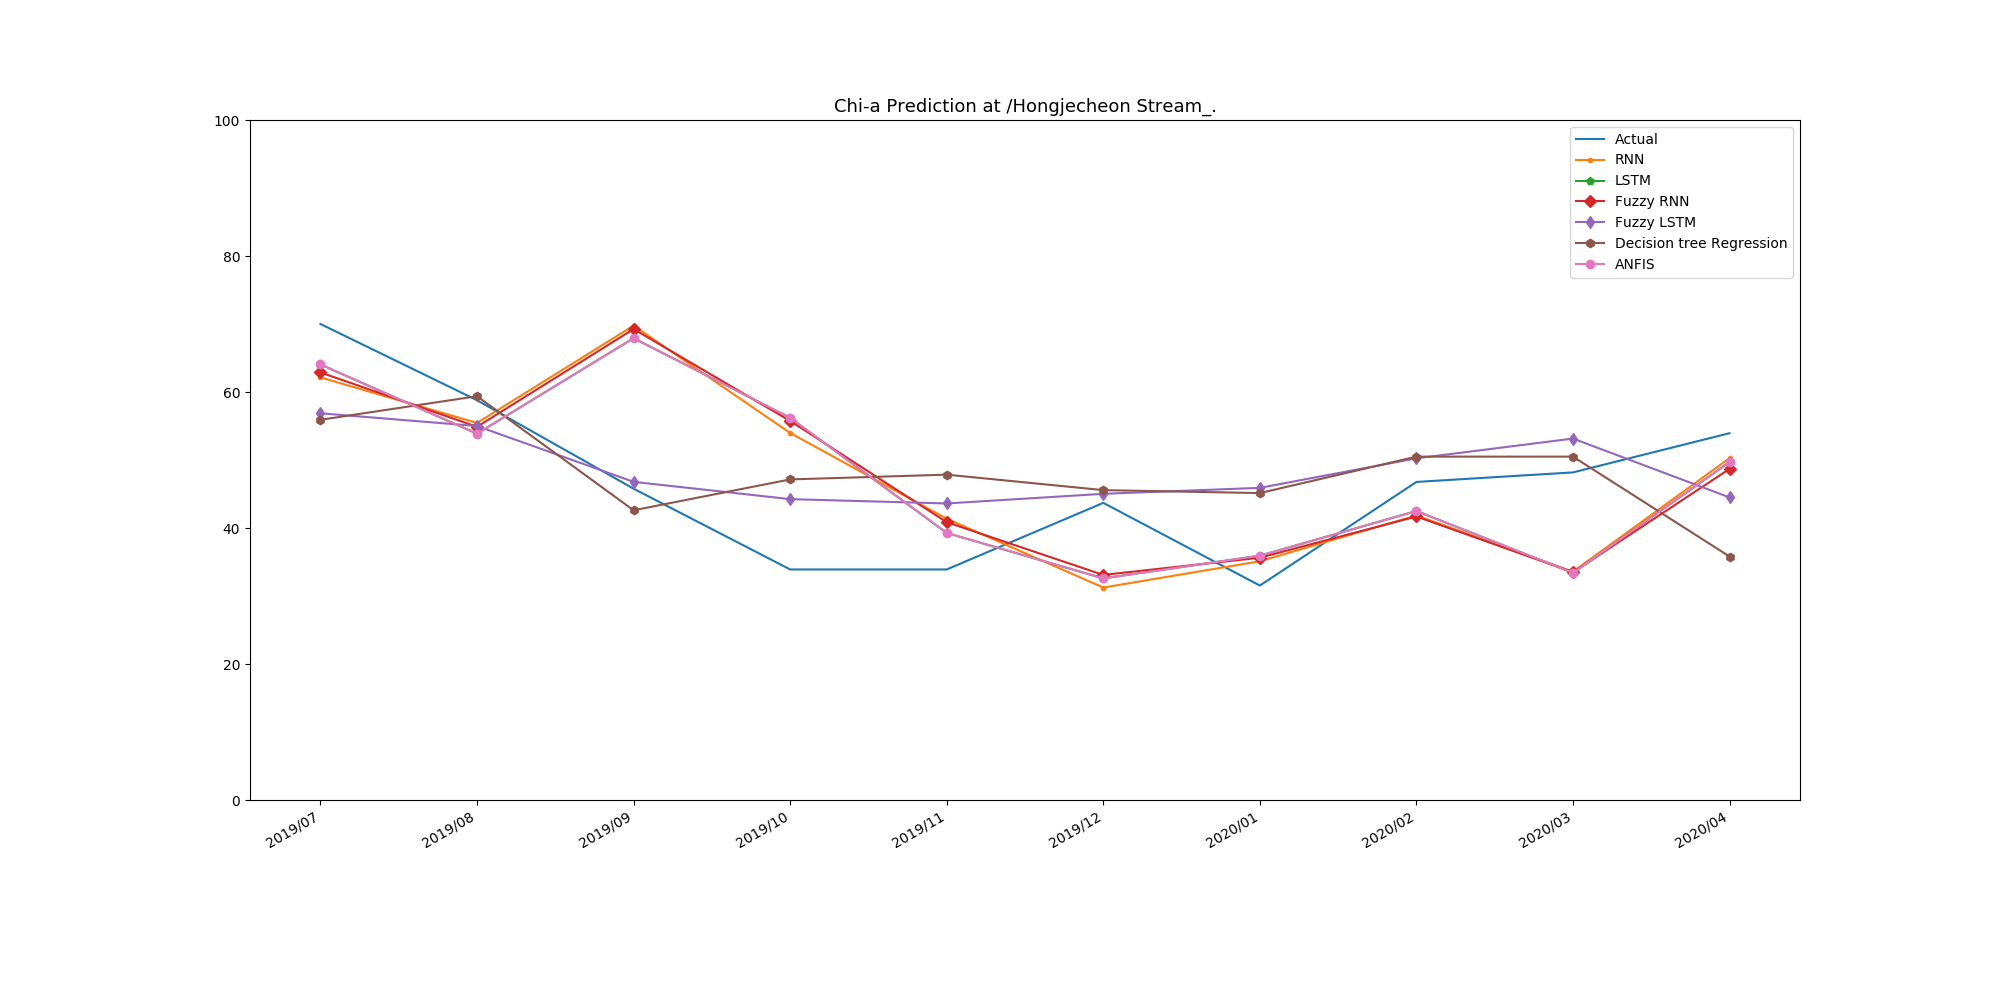 Chi-a Prediction at /Hongjecheon Stream_.
100
80
60
40
20
0
Actual
RNN
LSTM
Fuzzy RNN
Fuzzy LSTM
Decision tree Regression
ANFIS
2019/07
2019/08
2019/09
2019/10
2019/11
2019/12
2020/01
2020/02
2020/03
2020/04